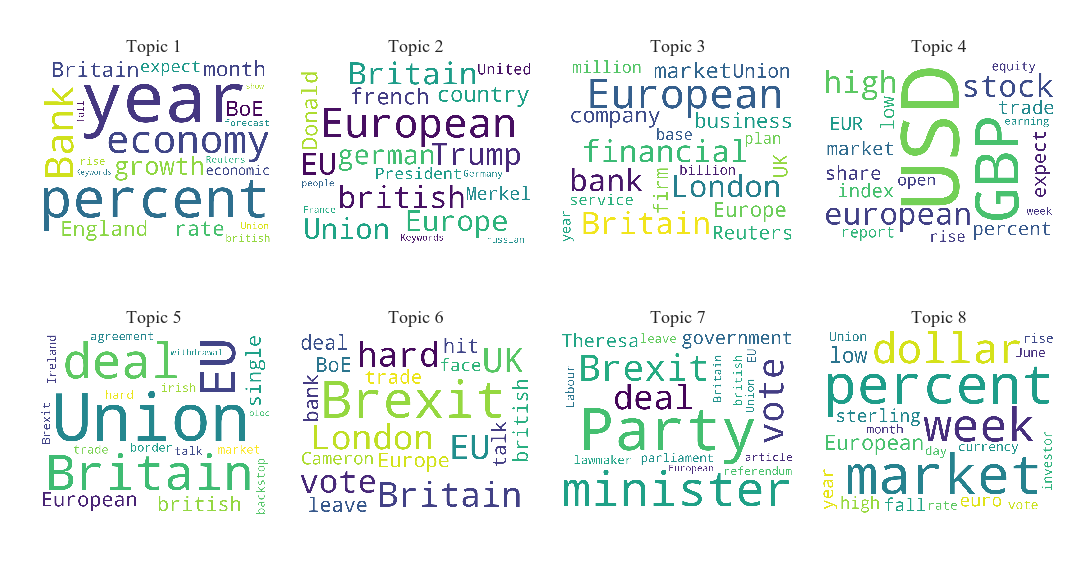 Topic 1
Britain expect month
show
year
Bank
fall
BoE
forecast
economy
rise
growth
Reuters
Keywords
economic
percent
England rate
Union
british
Topic 2
Britain United
Donald
french country
European
EU german Trump
President Germany
people
british Merkel
France
Europe
Union
Keywords
russian
Topic 3
million market Union
European
company business
base plan
financial
UK
bank billion
firm London
service
year
Britain Europe
Reuters
Topic 4
equity
high
low
USD
stock
trade
EUR
earning
GBP
market
expect
share open
index
european week
percent
report rise
Topic 5
agreement
Ireland
deal
withdrawal
EU
single
irish
hard
Union
Brexit
bloc
border
trade talk market
Britain
backstop
European british
Topic 6
deal hard hit
BoE face UK
trade
bank
Brexit
british
London EU
talk
Cameron Europe
vote
Britain
leave
Topic 7
Theresa leave government
Brexit
Britain
british
Union
EU
Labour
deal
vote
Party
lawmaker parliament article
European referendum
minister
Topic 8
Union
low dollar rise
June
percent
sterling
month week
European day currency
market
investor
year
high fall rate euro vote